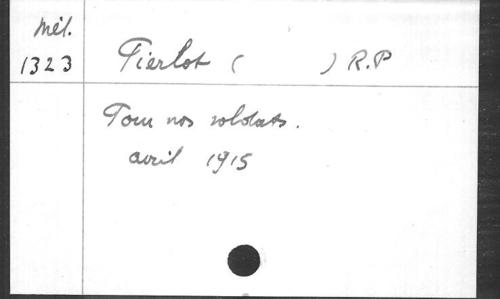 Mél.
1323
Pierlot ( ) R.P
Pour nos soldats.
avril 1915